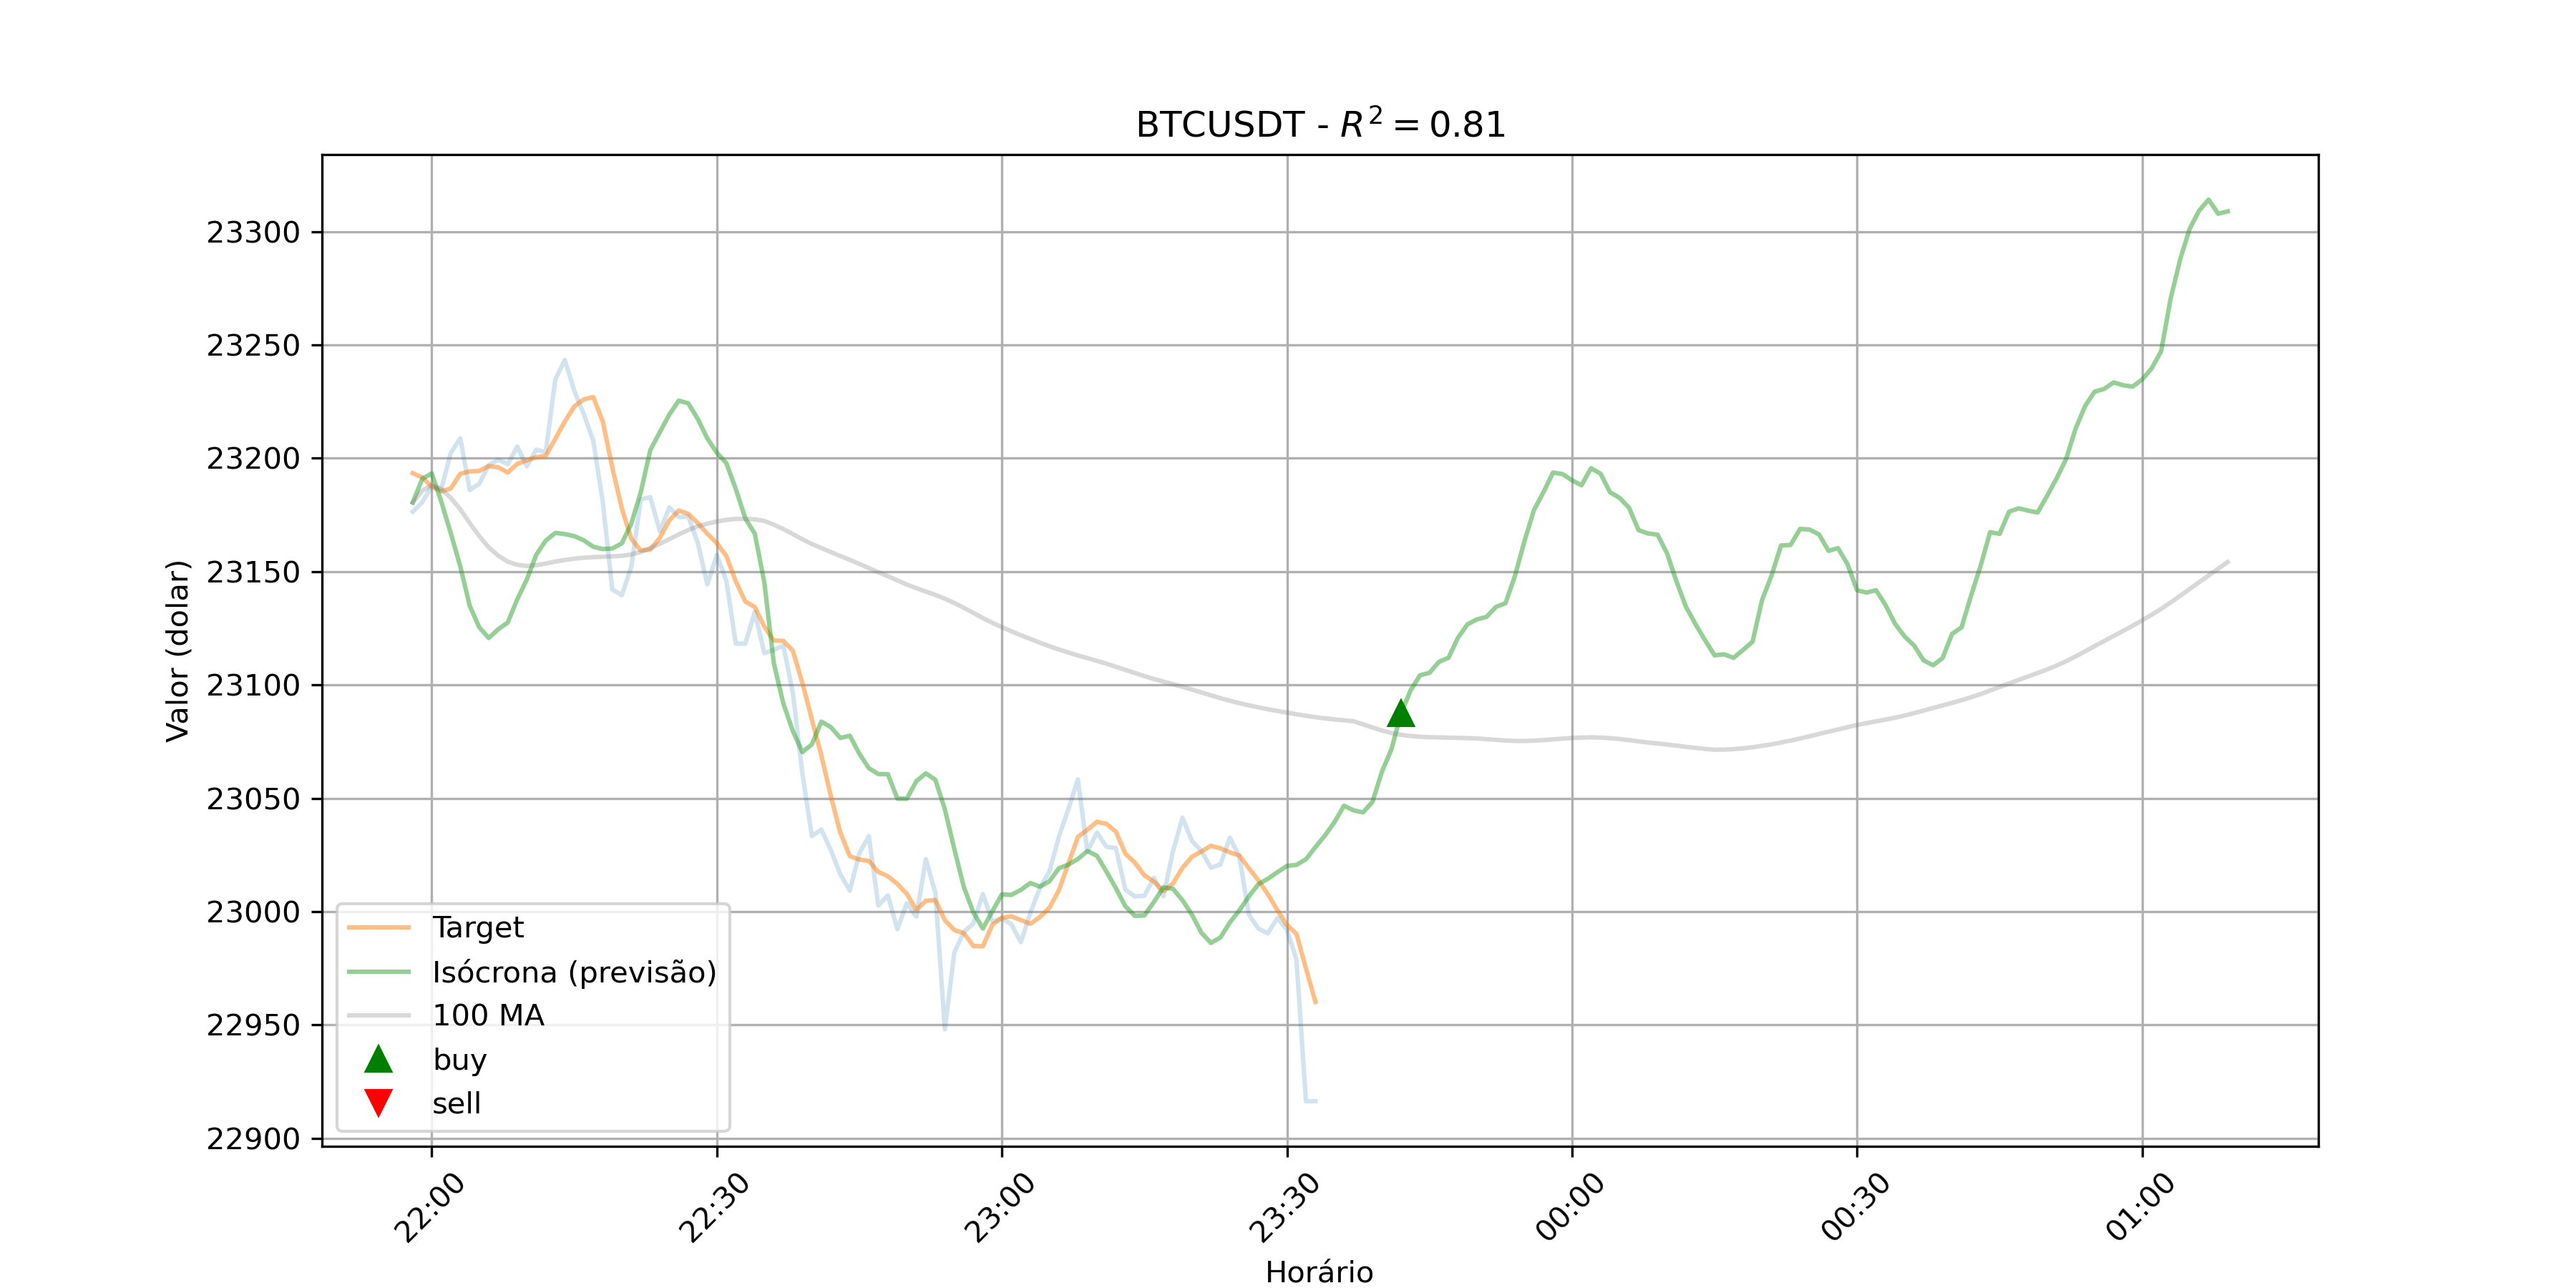 BTCUSDT - R² = 0.81
Valor (dolar)
23300
23250
23200
23150
23100
23050
23000
22950
22900
Target
Isócrona (previsão)
100 MA
buy
sell
22:00
22:30
23:00
23:30
00:00
00:30
01:00
Horário